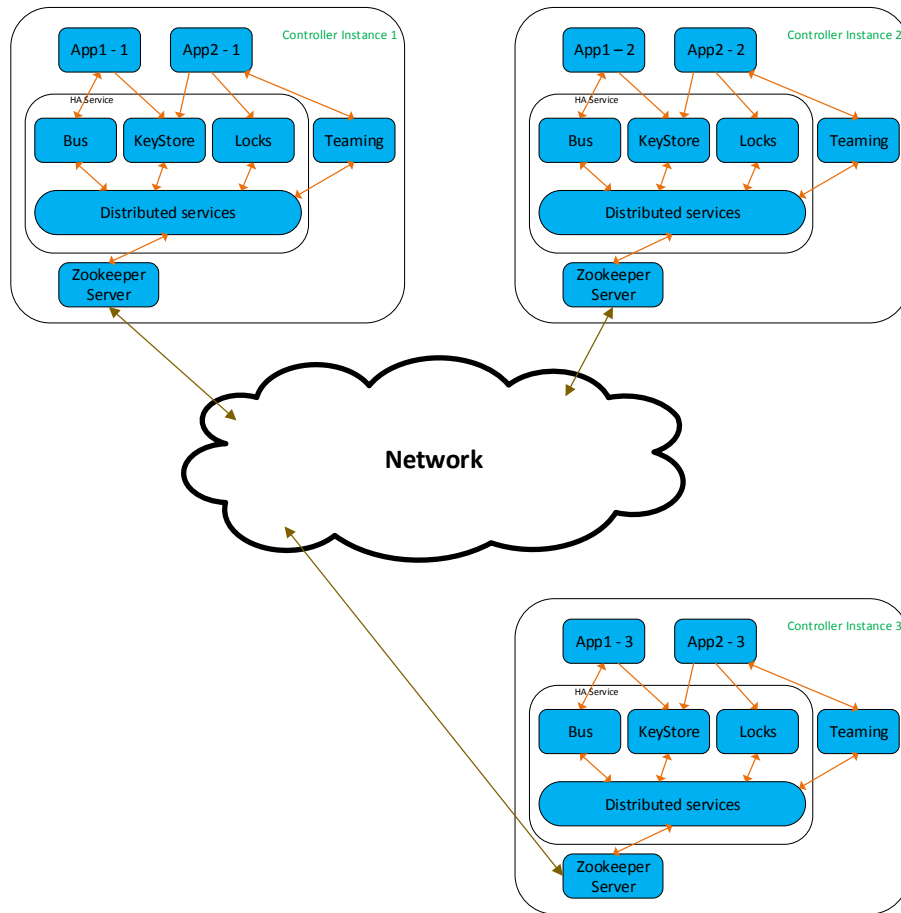 Controller Instance 1
App1 - 1
App2 - 1
HA Service
Bus
KeyStore
Locks
Teaming
Distributed services
Zookeeper
Server
Controller Instance 2
App1 – 2
App2 - 2
HA Service
Bus
KeyStore
Locks
Teaming
Distributed services
Zookeeper
Server
Network
Controller Instance 3
App1 - 3
App2 - 3
HA Service
Bus
KeyStore
Locks
Teaming
Distributed services
Zookeeper
Server